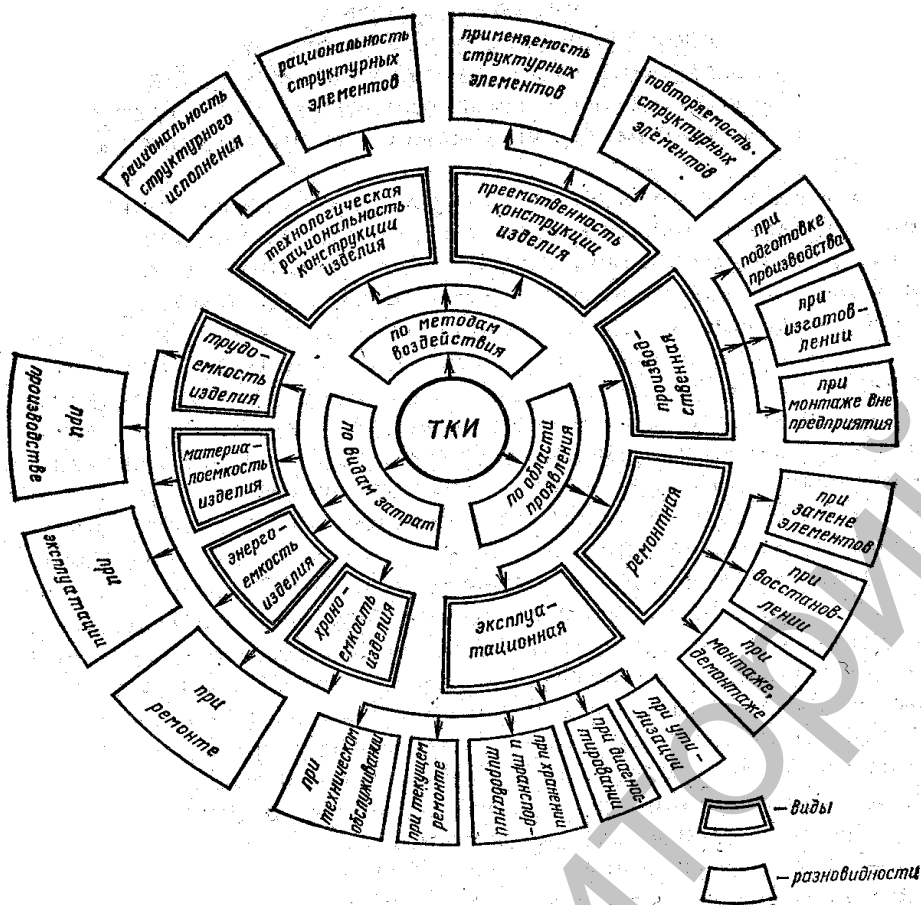 рациональность
структурного
исполнения
рациональность
структурных
элементов
применяемость
структурных
элементов
повторяемость
структурных
элементов
технологическая
рациональность
конструкции
изделия
преемственность
конструкции
изделия
по методам
воздействия
ТКИ
по видам затрат
по области
проявления
производ-
ственная
при
подготовке
производства
при
изготов-
лении
при
монтаже вне
предприятия
ремонтная
при
замене
элементов
при
восстанов-
лении
при
монтаже,
демонтаже
эксплуа-
тационная
при ути-
лизации
при диагнос-
тировании
при хранении
и транспор-
тировании
при текущем
ремонте
при
техническом
обслуживании
трудо-
емкость
изделия
материа-
лоемкость
изделия
энерго-
емкость
изделия
хроно-
емкость
изделия
при
производстве
при
эксплуатации
при
ремонте
– виды
– разновидности